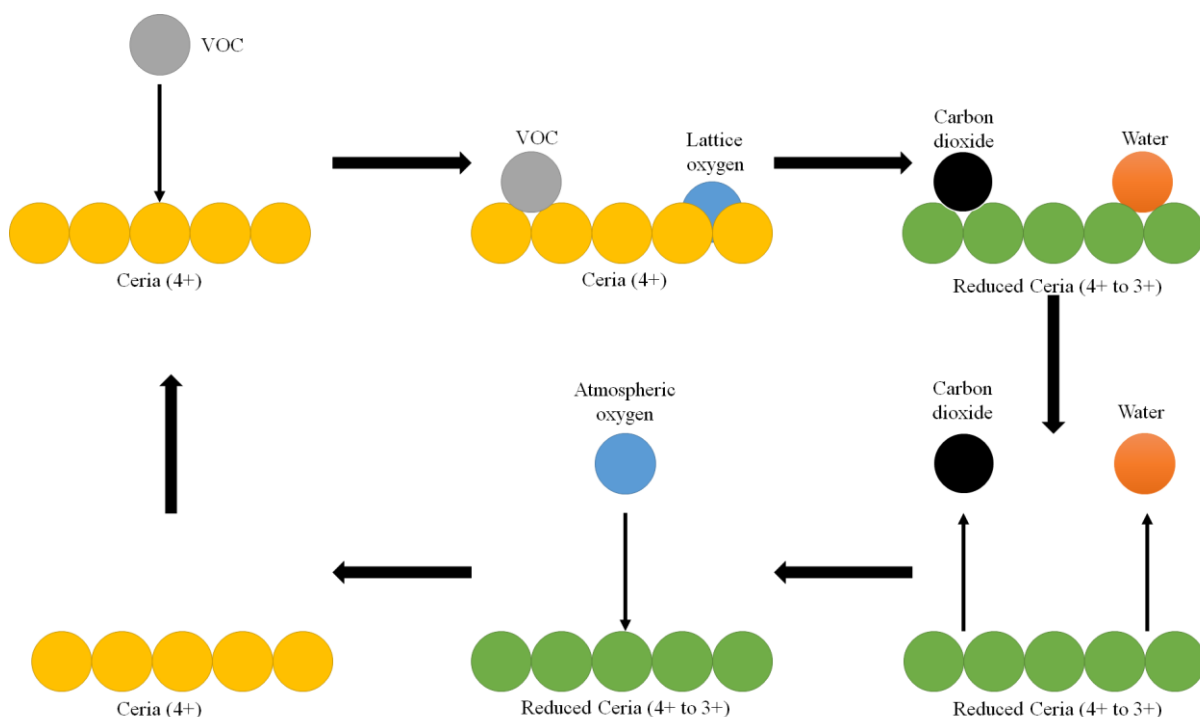 VOC
Ceria (4+)
VOC
Lattice
oxygen
Ceria (4+)
Carbon
dioxide
Water
Reduced Ceria (4+ to 3+)
Atmospheric
oxygen
Carbon
dioxide
Water
Ceria (4+)
Reduced Ceria (4+ to 3+)
Reduced Ceria (4+ to 3+)